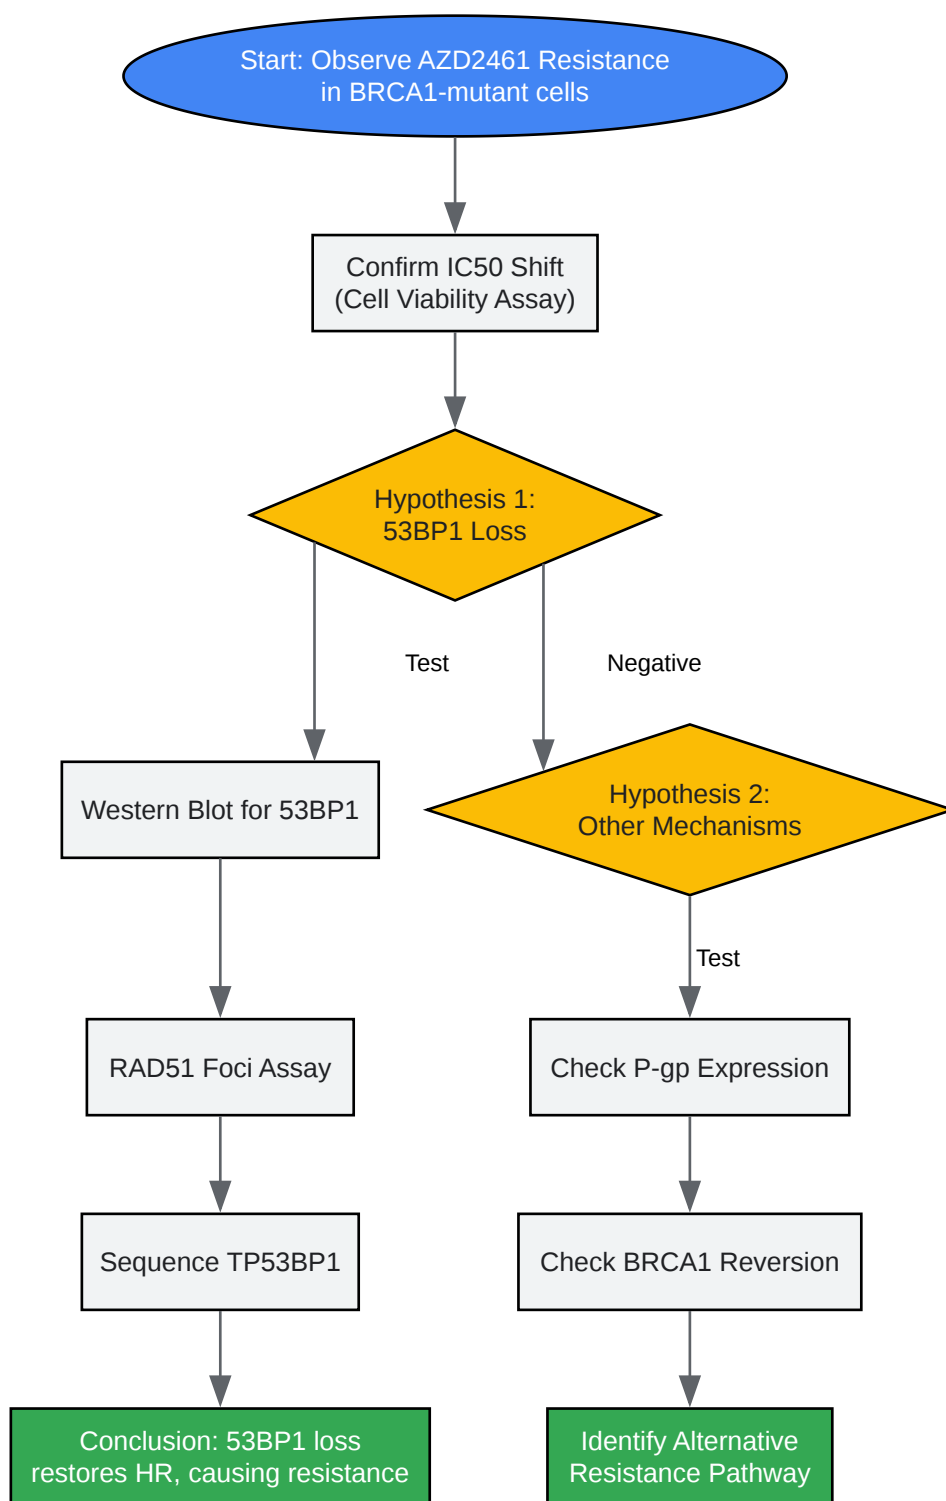 Start: Observe AZD2461 Resistance
in BRCA1-mutant cells
Confirm IC50 Shift
(Cell Viability Assay)
Hypothesis 1:
53BP1 Loss
Test
Negative
Western Blot for 53BP1
Hypothesis 2:
Other Mechanisms
Test
RAD51 Foci Assay
Check P-gp Expression
Sequence TP53BP1
Check BRCA1 Reversion
Conclusion: 53BP1 loss
restores HR, causing resistance
Identify Alternative
Resistance Pathway